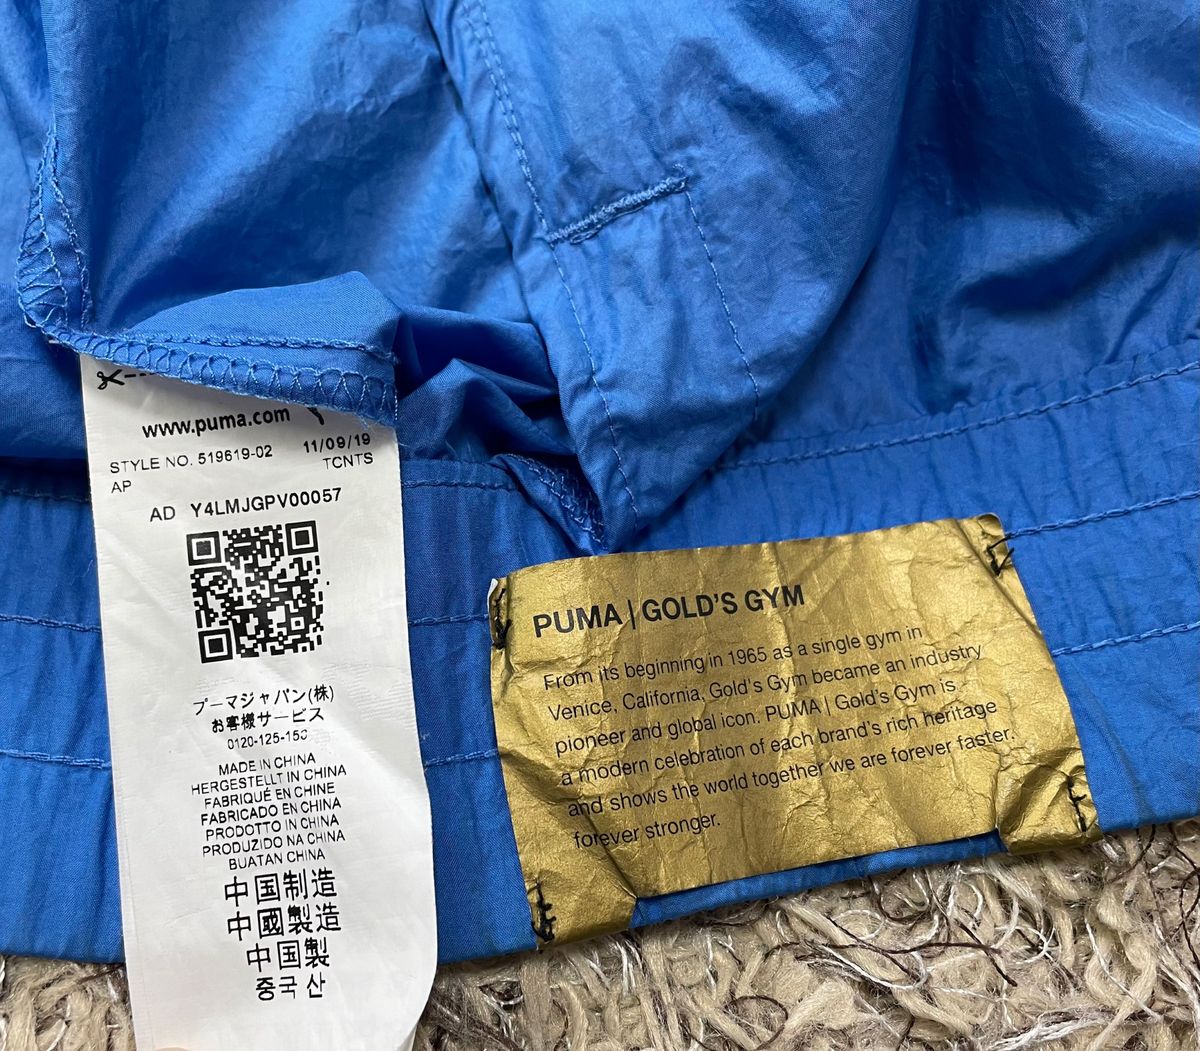 www.puma.com
STYLE NO. 519619-02 11/09/19
AP TCNTS
AD Y4LMJGPV00057
プーマジャパン(株)
お客様サービス
0120-125-150
MADE IN CHINA
HERGESTELLT IN CHINA
FABRIQUÉ EN CHINE
FABRICADO EN CHINA
PRODOTTO IN CHINA
PRODUZIDO NA CHINA
BUATAN CHINA
中国制造
中國製造
中国製
중국 산
PUMA | GOLD'S GYM
From its beginning in 1965 as a single gym in
Venice, California, Gold's Gym became an industry
pioneer and global icon. PUMA | Gold's Gym is
a modern celebration of each brand's rich heritage
and shows the world together we are forever faster.
forever stronger.